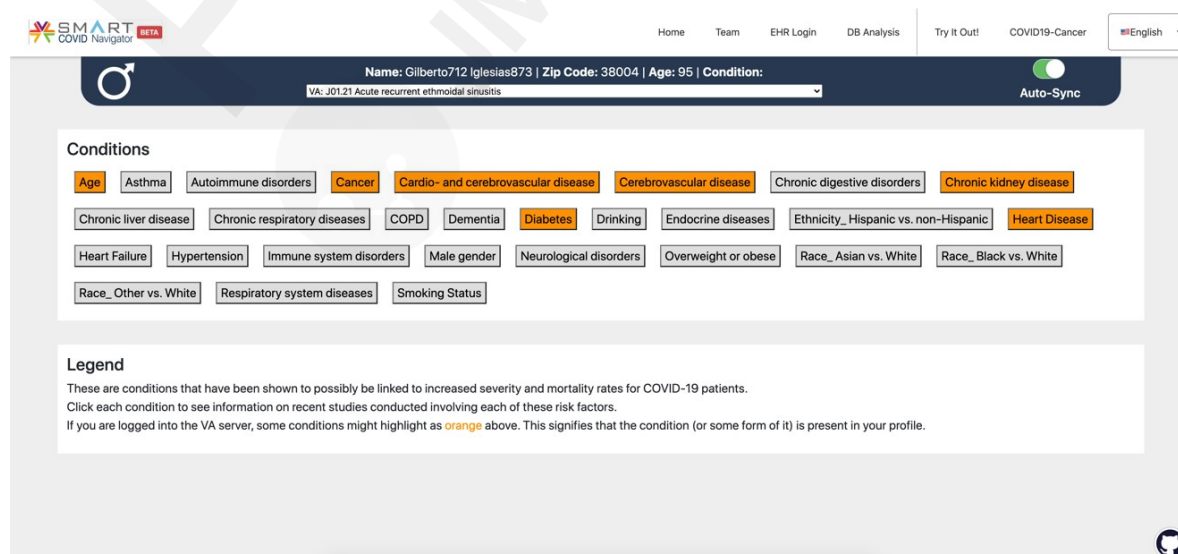 SMART
COVID Navigator BETA
Home Team EHR Login DB Analysis Try It Out! COVID19-Cancer English
Name: Gilberto712 Iglesias873 | Zip Code: 38004 | Age: 95 | Condition:
VA: J01.21 Acute recurrent ethmoidal sinusitis
Auto-Sync
Conditions
Age Asthma Autoimmune disorders Cancer Cardio- and cerebrovascular disease Cerebrovascular disease Chronic digestive disorders Chronic kidney disease
Chronic liver disease Chronic respiratory diseases COPD Dementia Diabetes Drinking Endocrine diseases Ethnicity_ Hispanic vs. non-Hispanic Heart Disease
Heart Failure Hypertension Immune system disorders Male gender Neurological disorders Overweight or obese Race_ Asian vs. White Race_ Black vs. White
Race_ Other vs. White Respiratory system diseases Smoking Status
Legend
These are conditions that have been shown to possibly be linked to increased severity and mortality rates for COVID-19 patients.
Click each condition to see information on recent studies conducted involving each of these risk factors.
If you are logged into the VA server, some conditions might highlight as orange above. This signifies that the condition (or some form of it) is present in your profile.